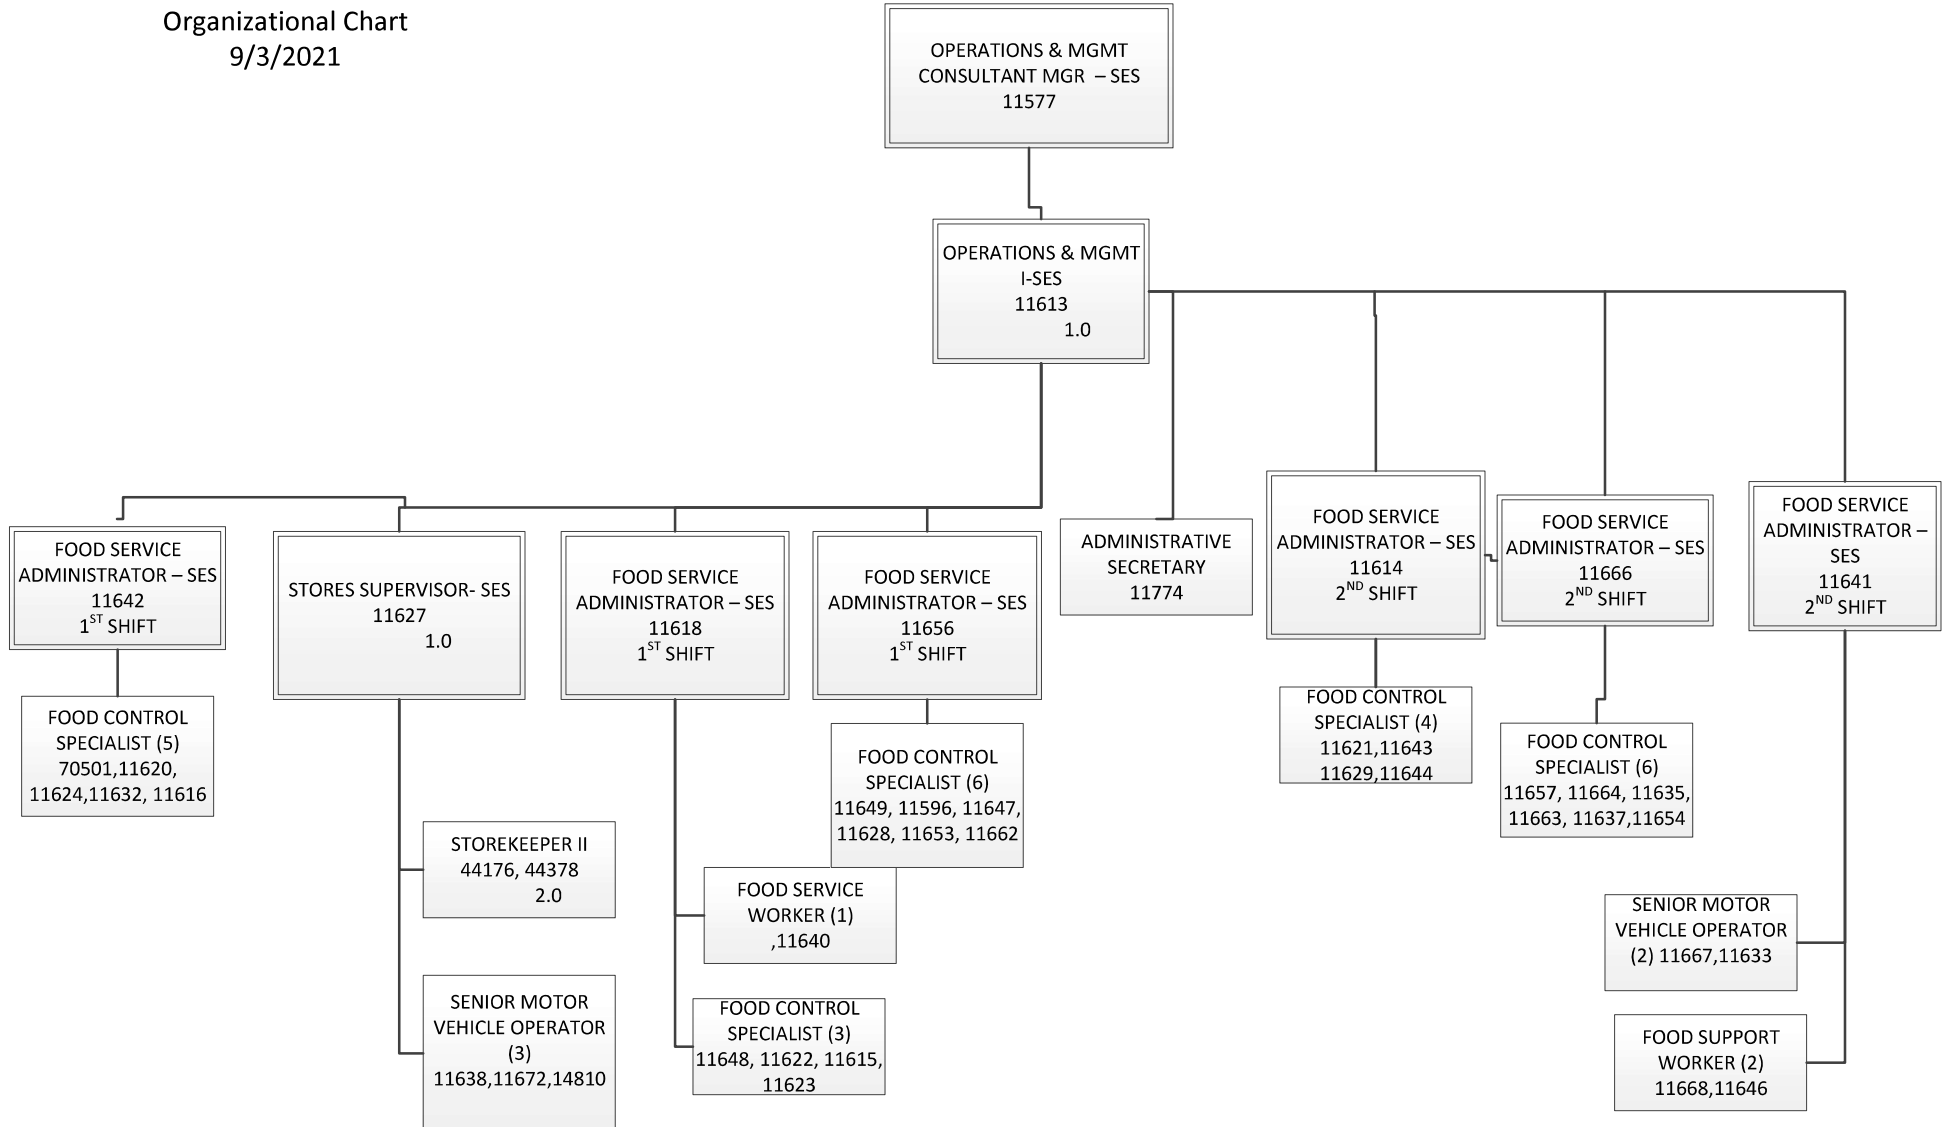 Organizational Chart
9/3/2021
OPERATIONS & MGMT
CONSULTANT MGR – SES
11577
OPERATIONS & MGMT
I-SES
11613
1.0
FOOD SERVICE
ADMINISTRATOR – SES
11642
1ST SHIFT
STORES SUPERVISOR- SES
11627
1.0
FOOD SERVICE
ADMINISTRATOR – SES
11618
1ST SHIFT
FOOD SERVICE
ADMINISTRATOR – SES
11656
1ST SHIFT
ADMINISTRATIVE
SECRETARY
11774
FOOD SERVICE
ADMINISTRATOR – SES
11614
2ND SHIFT
FOOD SERVICE
ADMINISTRATOR – SES
11666
2ND SHIFT
FOOD SERVICE
ADMINISTRATOR –
SES
11641
2ND SHIFT
FOOD CONTROL
SPECIALIST (5)
70501,11620,
11624,11632, 11616
STOREKEEPER II
44176, 44378
2.0
SENIOR MOTOR
VEHICLE OPERATOR
(3)
11638,11672,14810
FOOD SERVICE
WORKER (1)
,11640
FOOD CONTROL
SPECIALIST (3)
11648, 11622, 11615,
11623
FOOD CONTROL
SPECIALIST (6)
11649, 11596, 11647,
11628, 11653, 11662
FOOD CONTROL
SPECIALIST (4)
11621,11643
11629,11644
FOOD CONTROL
SPECIALIST (6)
11657, 11664, 11635,
11663, 11637,11654
SENIOR MOTOR
VEHICLE OPERATOR
(2) 11667,11633
FOOD SUPPORT
WORKER (2)
11668,11646